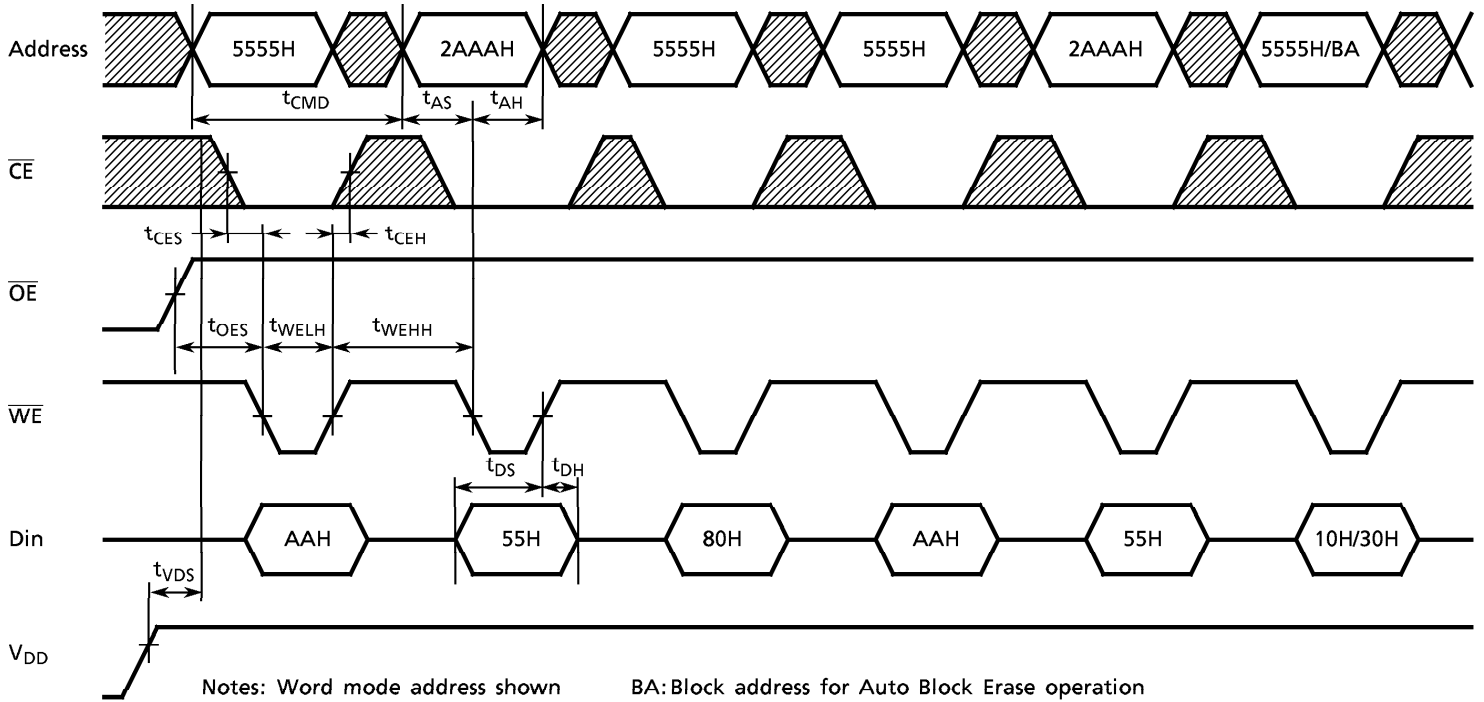 Address 5555H 2AAAH 5555H 5555H 2AAAH 5555H/BA
tCMD tAS tAH
CE
tCES tCEH
OE
tOES tWELH tWEHH
WE
tDS tDH
Din AAH 55H 80H AAH 55H 10H/30H
tVDS
VDD
Notes: Word mode address shown BA: Block address for Auto Block Erase operation